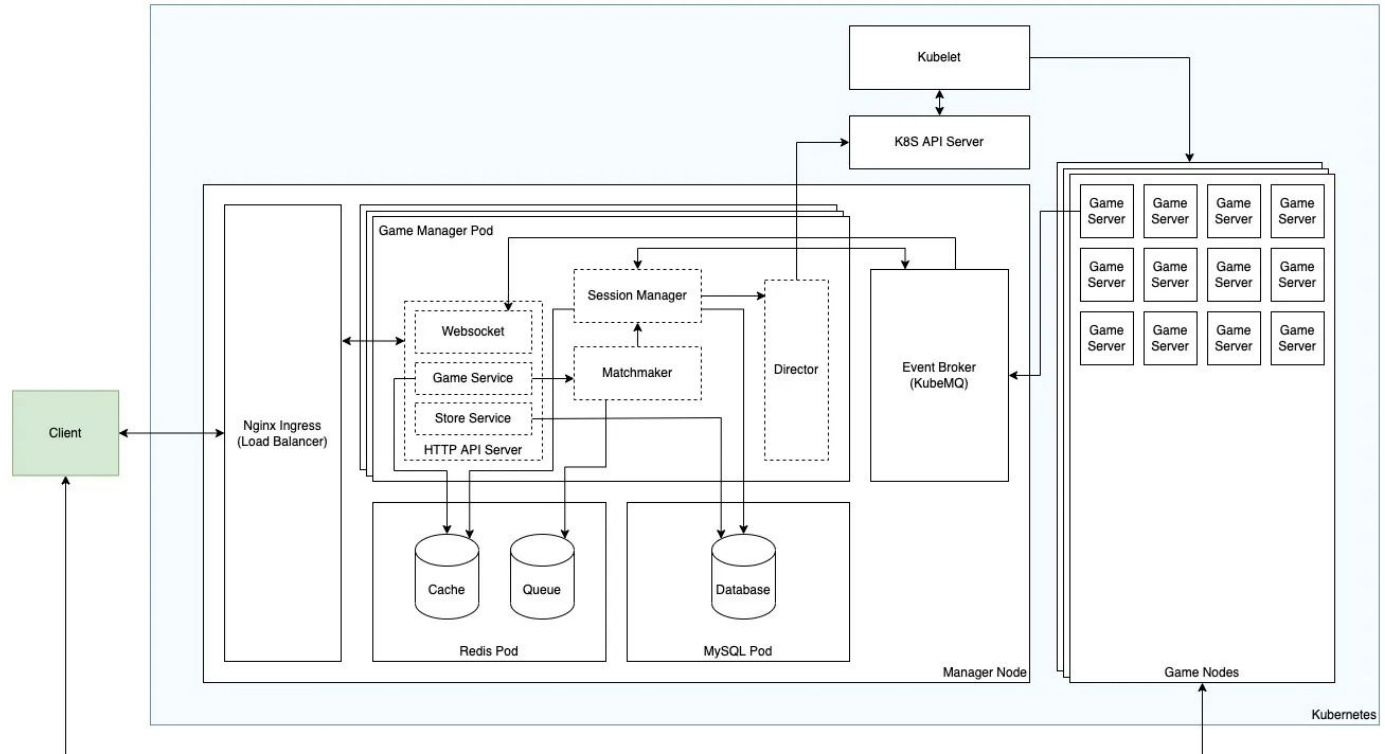 Kubelet
K8S API Server
Game Manager Pod
Session Manager
Websocket
Game Service
Matchmaker
Store Service
HTTP API Server
Director
Event Broker
(KubeMQ)
Client
Nginx Ingress
(Load Balancer)
Cache
Queue
Database
Redis Pod
MySQL Pod
Manager Node
Game
Server
Game
Server
Game
Server
Game
Server
Game
Server
Game
Server
Game
Server
Game
Server
Game
Server
Game
Server
Game
Server
Game
Server
Game Nodes
Kubernetes